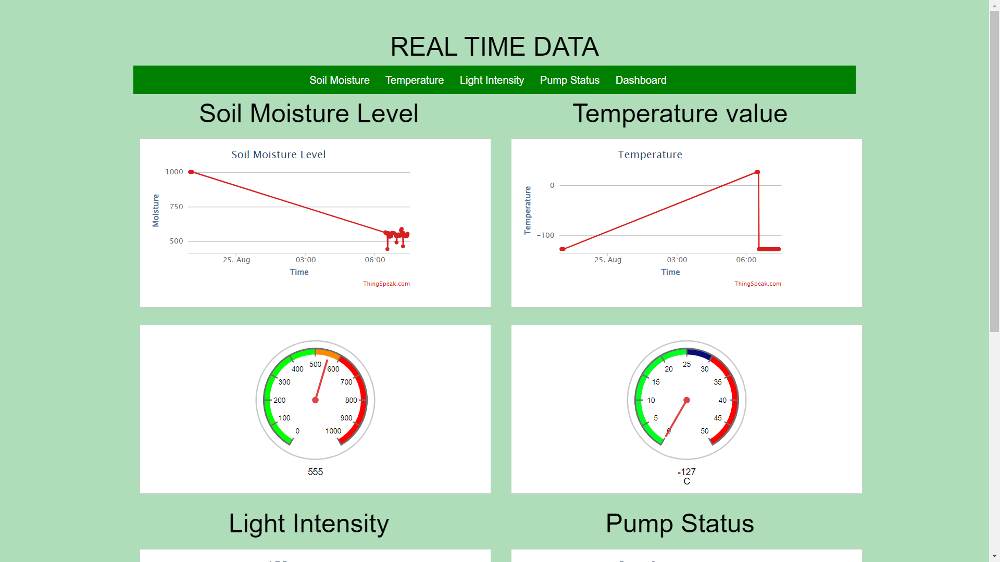 REAL TIME DATA
Soil Moisture Temperature Light Intensity Pump Status Dashboard
Soil Moisture Level
Temperature value
Soil Moisture Level
1000
750
500
Moisture
25. Aug 03:00 06:00
Time
ThingSpeak.com
Temperature
0
-100
Temperature
25. Aug 03:00 06:00
Time
ThingSpeak.com
0
100
200
300
400
500
600
700
800
900
1000
555
0
5
10
15
20
25
30
35
40
45
50
-127
C
Light Intensity
Pump Status